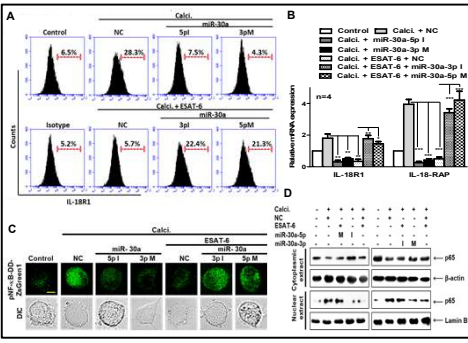 A
Calci.
miR-30a
Control NC 5pI 3pM
6.5% 28.3% 7.5% 4.3%
Calci. + ESAT-6
miR-30a
Isotype NC 3pI 5pM
5.2% 5.7% 22.4% 21.3%
Counts
IL-18R1
B
Control Calci. + NC
Calci. + miR-30a-5p I
Calci. + miR-30a-3p M
Calci. + ESAT-6 + NC
Calci. + ESAT-6 + miR-30a-3p I
Calci. + ESAT-6 + miR-30a-5p M
Relative mRNA expression
n=4
4
2
0
IL-18R1 IL-18-RAP
C
Calci.
ESAT-6
miR- 30a miR- 30a
Control NC 5p I 3p M NC 3p I 5p M
pNF-κB-DD-
ZsGreen1
DIC
D
Calci. - + + + + + - + + + + +
NC
ESAT-6
miR-30a-5p M I
miR-30a-3p I M
Cytoplasmic
extract
p65 p65
β-actin
Nuclear
extract
p65
Lamin B